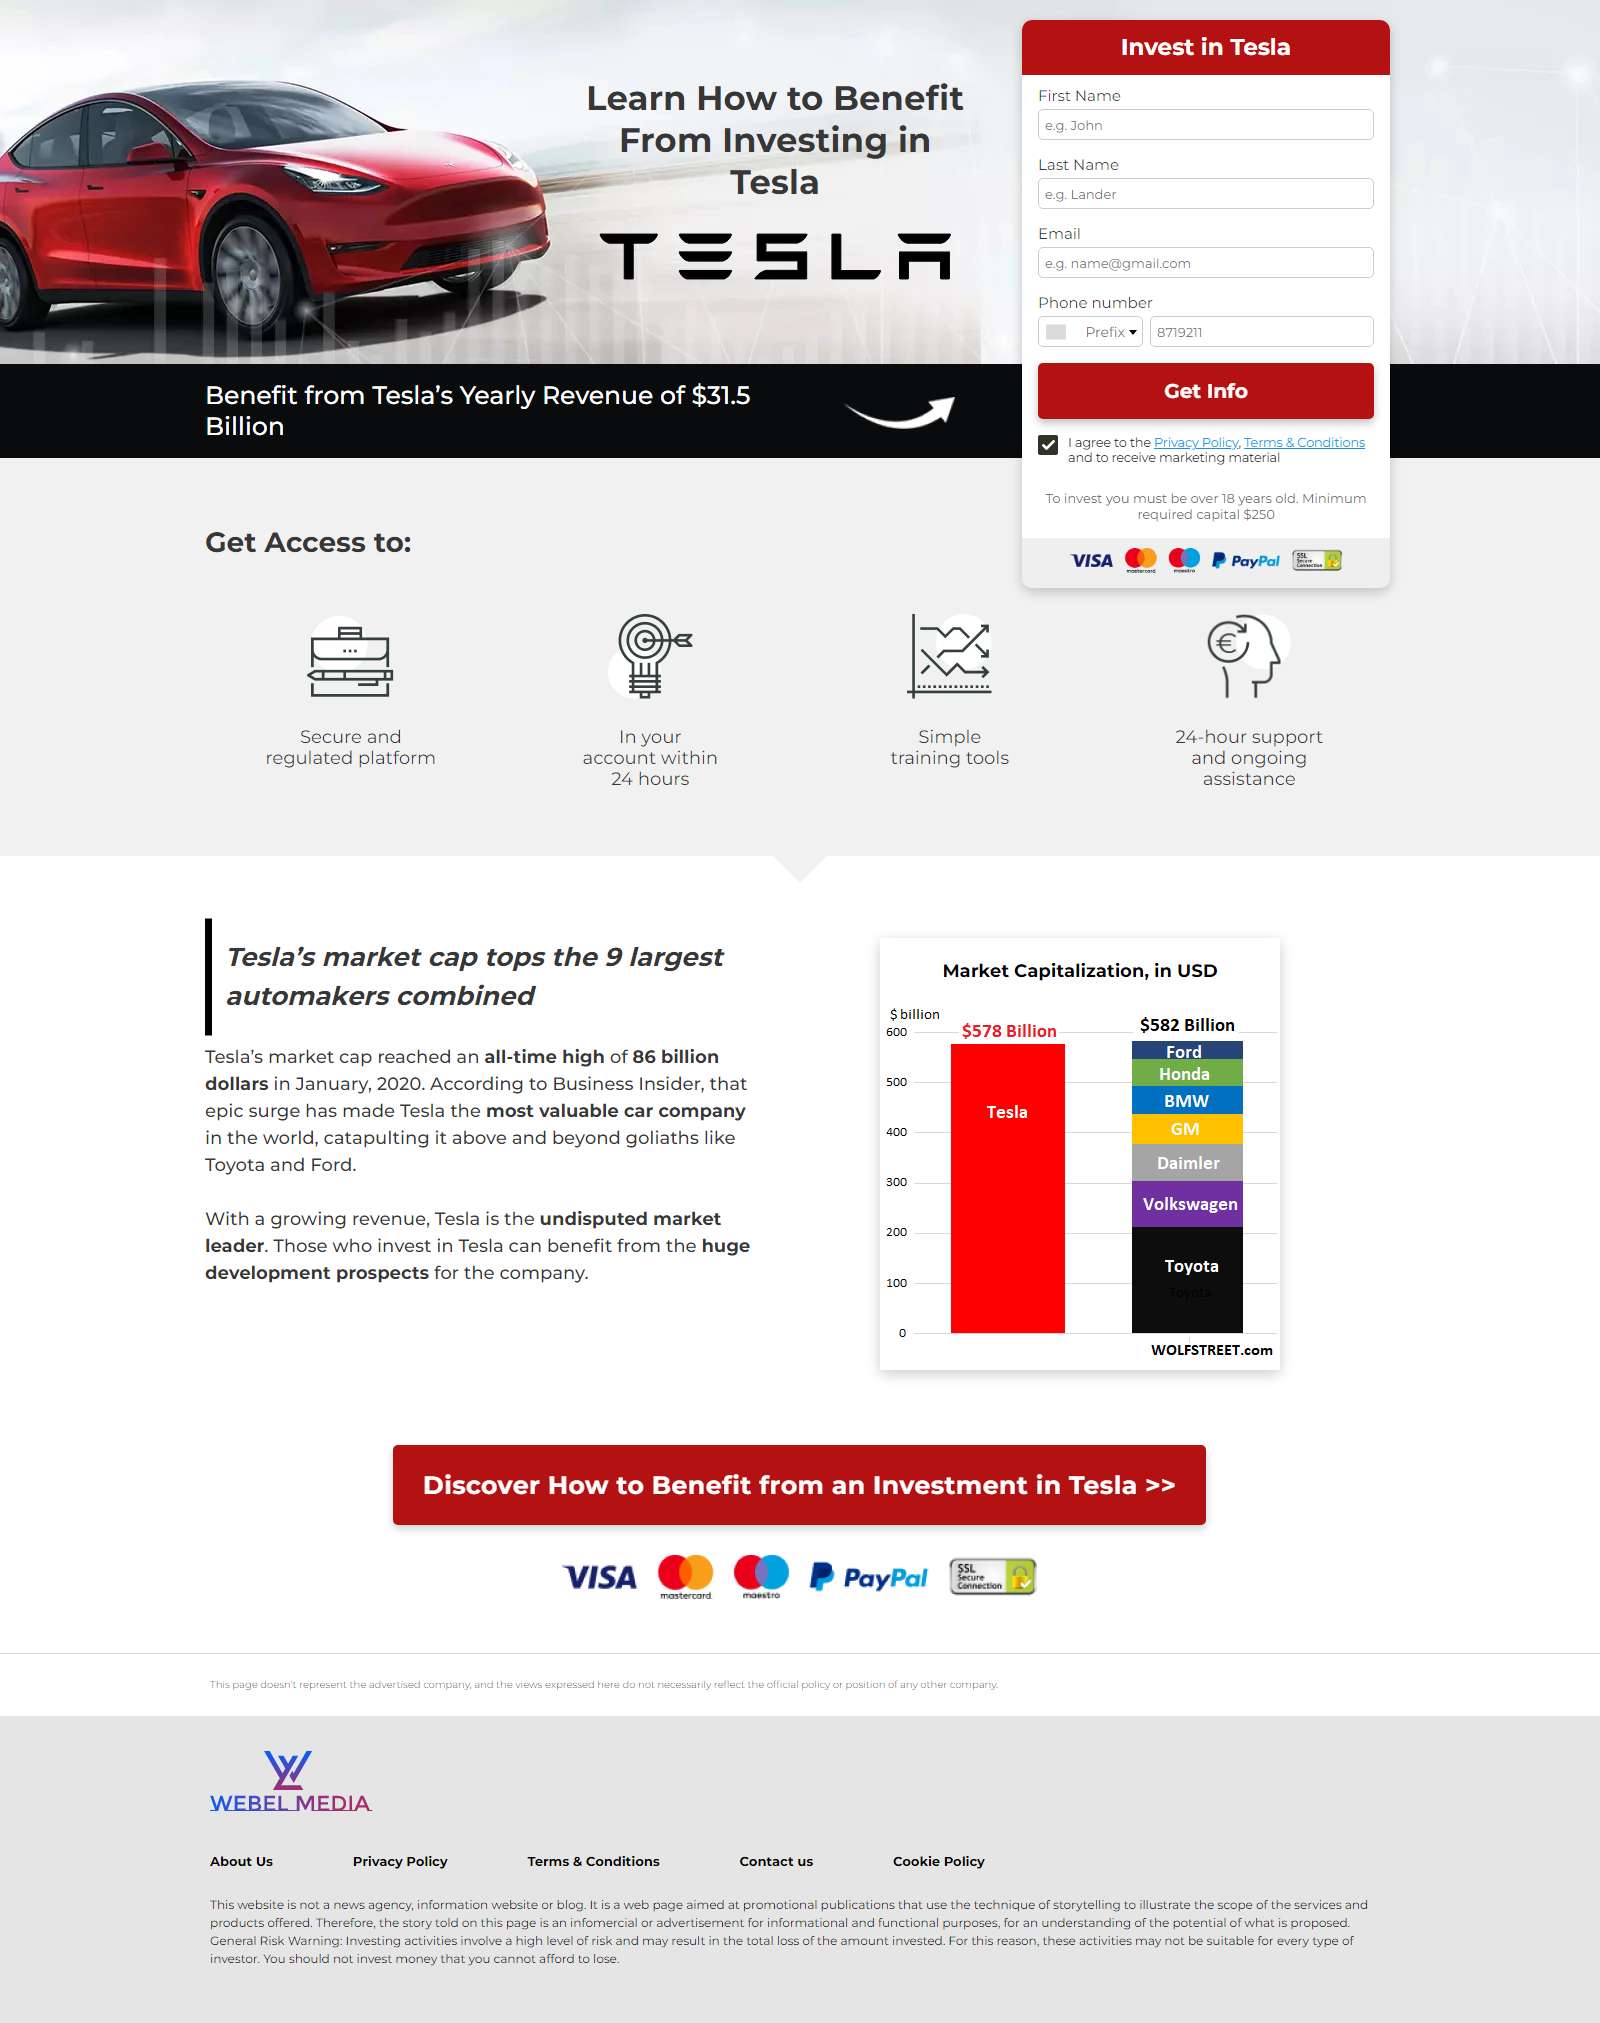 Learn How to Benefit
From Investing in
Tesla
TESLA
Invest in Tesla
First Name
e.g. John
Last Name
e.g. Lander
Email
e.g. name@gmail.com
Phone number
Prefix
8719211
Get Info
I agree to the Privacy Policy, Terms & Conditions
and to receive marketing material
To invest you must be over 18 years old. Minimum
required capital $250
VISA
mastercard
maestro
PayPal
SSL
Secure
Connection
Benefit from Tesla’s Yearly Revenue of $31.5
Billion
Get Access to:
Secure and
regulated platform
In your
account within
24 hours
Simple
training tools
€
24-hour support
and ongoing
assistance
Tesla’s market cap tops the 9 largest
automakers combined
Tesla’s market cap reached an all-time high of 86 billion
dollars in January, 2020. According to Business Insider, that
epic surge has made Tesla the most valuable car company
in the world, catapulting it above and beyond goliaths like
Toyota and Ford.
With a growing revenue, Tesla is the undisputed market
leader. Those who invest in Tesla can benefit from the huge
development prospects for the company.
Market Capitalization, in USD
$ billion
600
500
400
300
200
100
0
$578 Billion
Tesla
$582 Billion
Ford
Honda
BMW
GM
Daimler
Volkswagen
Toyota
Toyota
WOLFSTREET.com
Discover How to Benefit from an Investment in Tesla >>
VISA
mastercard
maestro
PayPal
SSL
Secure
Connection
This page doesn't represent the advertised company, and the views expressed here do not necessarily reflect the official policy or position of any other company.
WEBEL MEDIA
About Us
Privacy Policy
Terms & Conditions
Contact us
Cookie Policy
This website is not a news agency, information website or blog. It is a web page aimed at promotional publications that use the technique of storytelling to illustrate the scope of the services and
products offered. Therefore, the story told on this page is an infomercial or advertisement for informational and functional purposes, for an understanding of the potential of what is proposed.
General Risk Warning: Investing activities involve a high level of risk and may result in the total loss of the amount invested. For this reason, these activities may not be suitable for every type of
investor. You should not invest money that you cannot afford to lose.